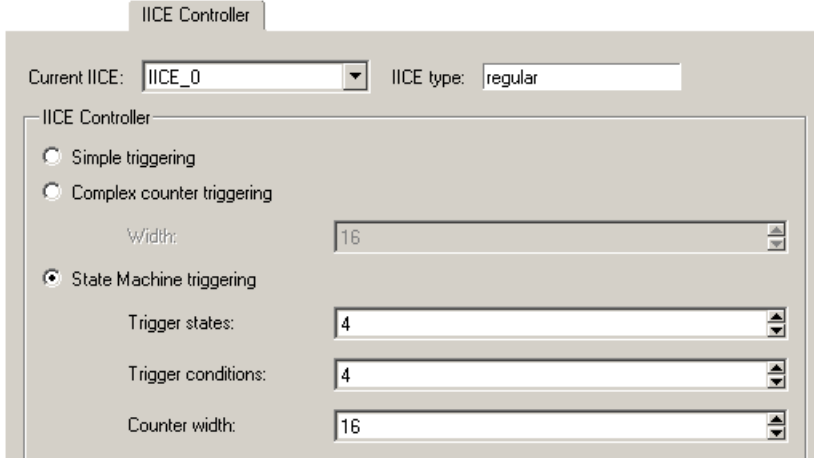 IICE Controller
Current IICE: IICE_0 IICE type: regular
IICE Controller
Simple triggering
Complex counter triggering
Width: 16
State Machine triggering
Trigger states: 4
Trigger conditions: 4
Counter width: 16